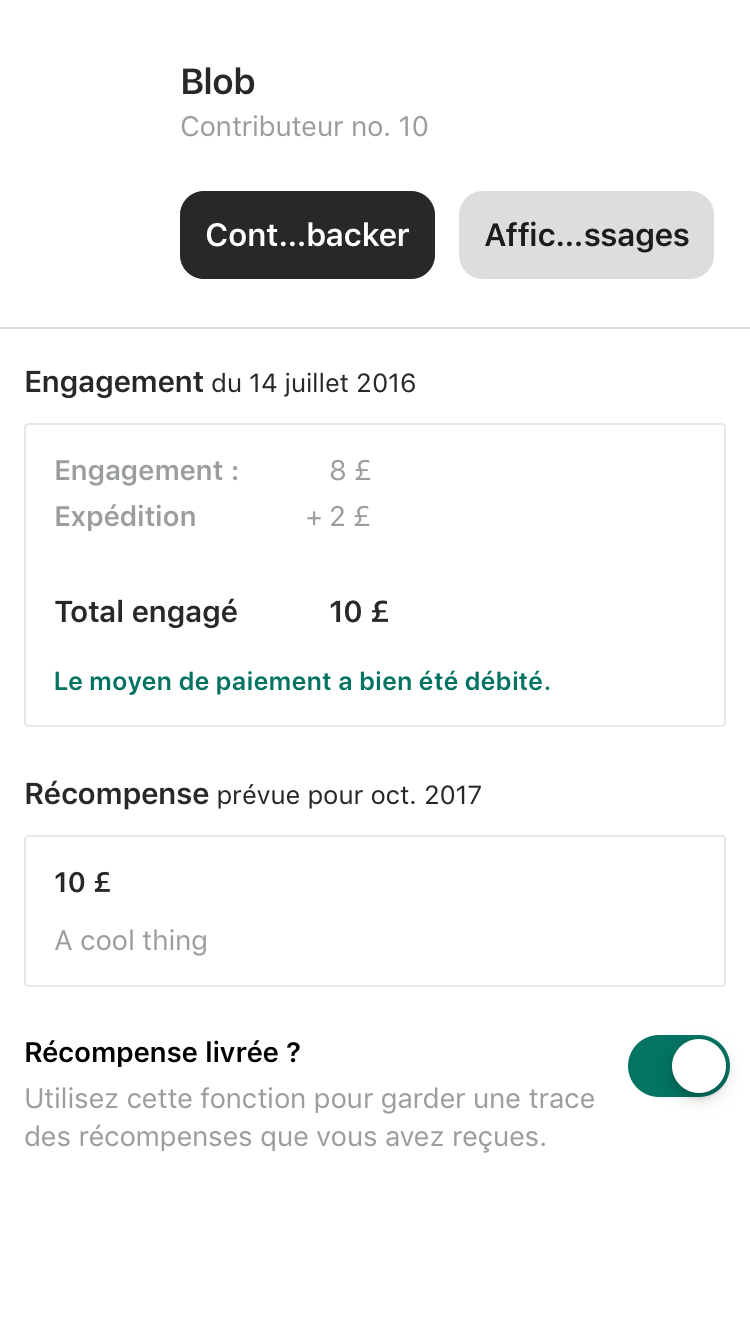 Blob
Contributeur no. 10
Cont...backer
Affic...ssages
Engagement du 14 juillet 2016
Engagement : 8 £
Expédition + 2 £
Total engagé 10 £
Le moyen de paiement a bien été débité.
Récompense prévue pour oct. 2017
10 £
A cool thing
Récompense livrée ?
Utilisez cette fonction pour garder une trace
des récompenses que vous avez reçues.